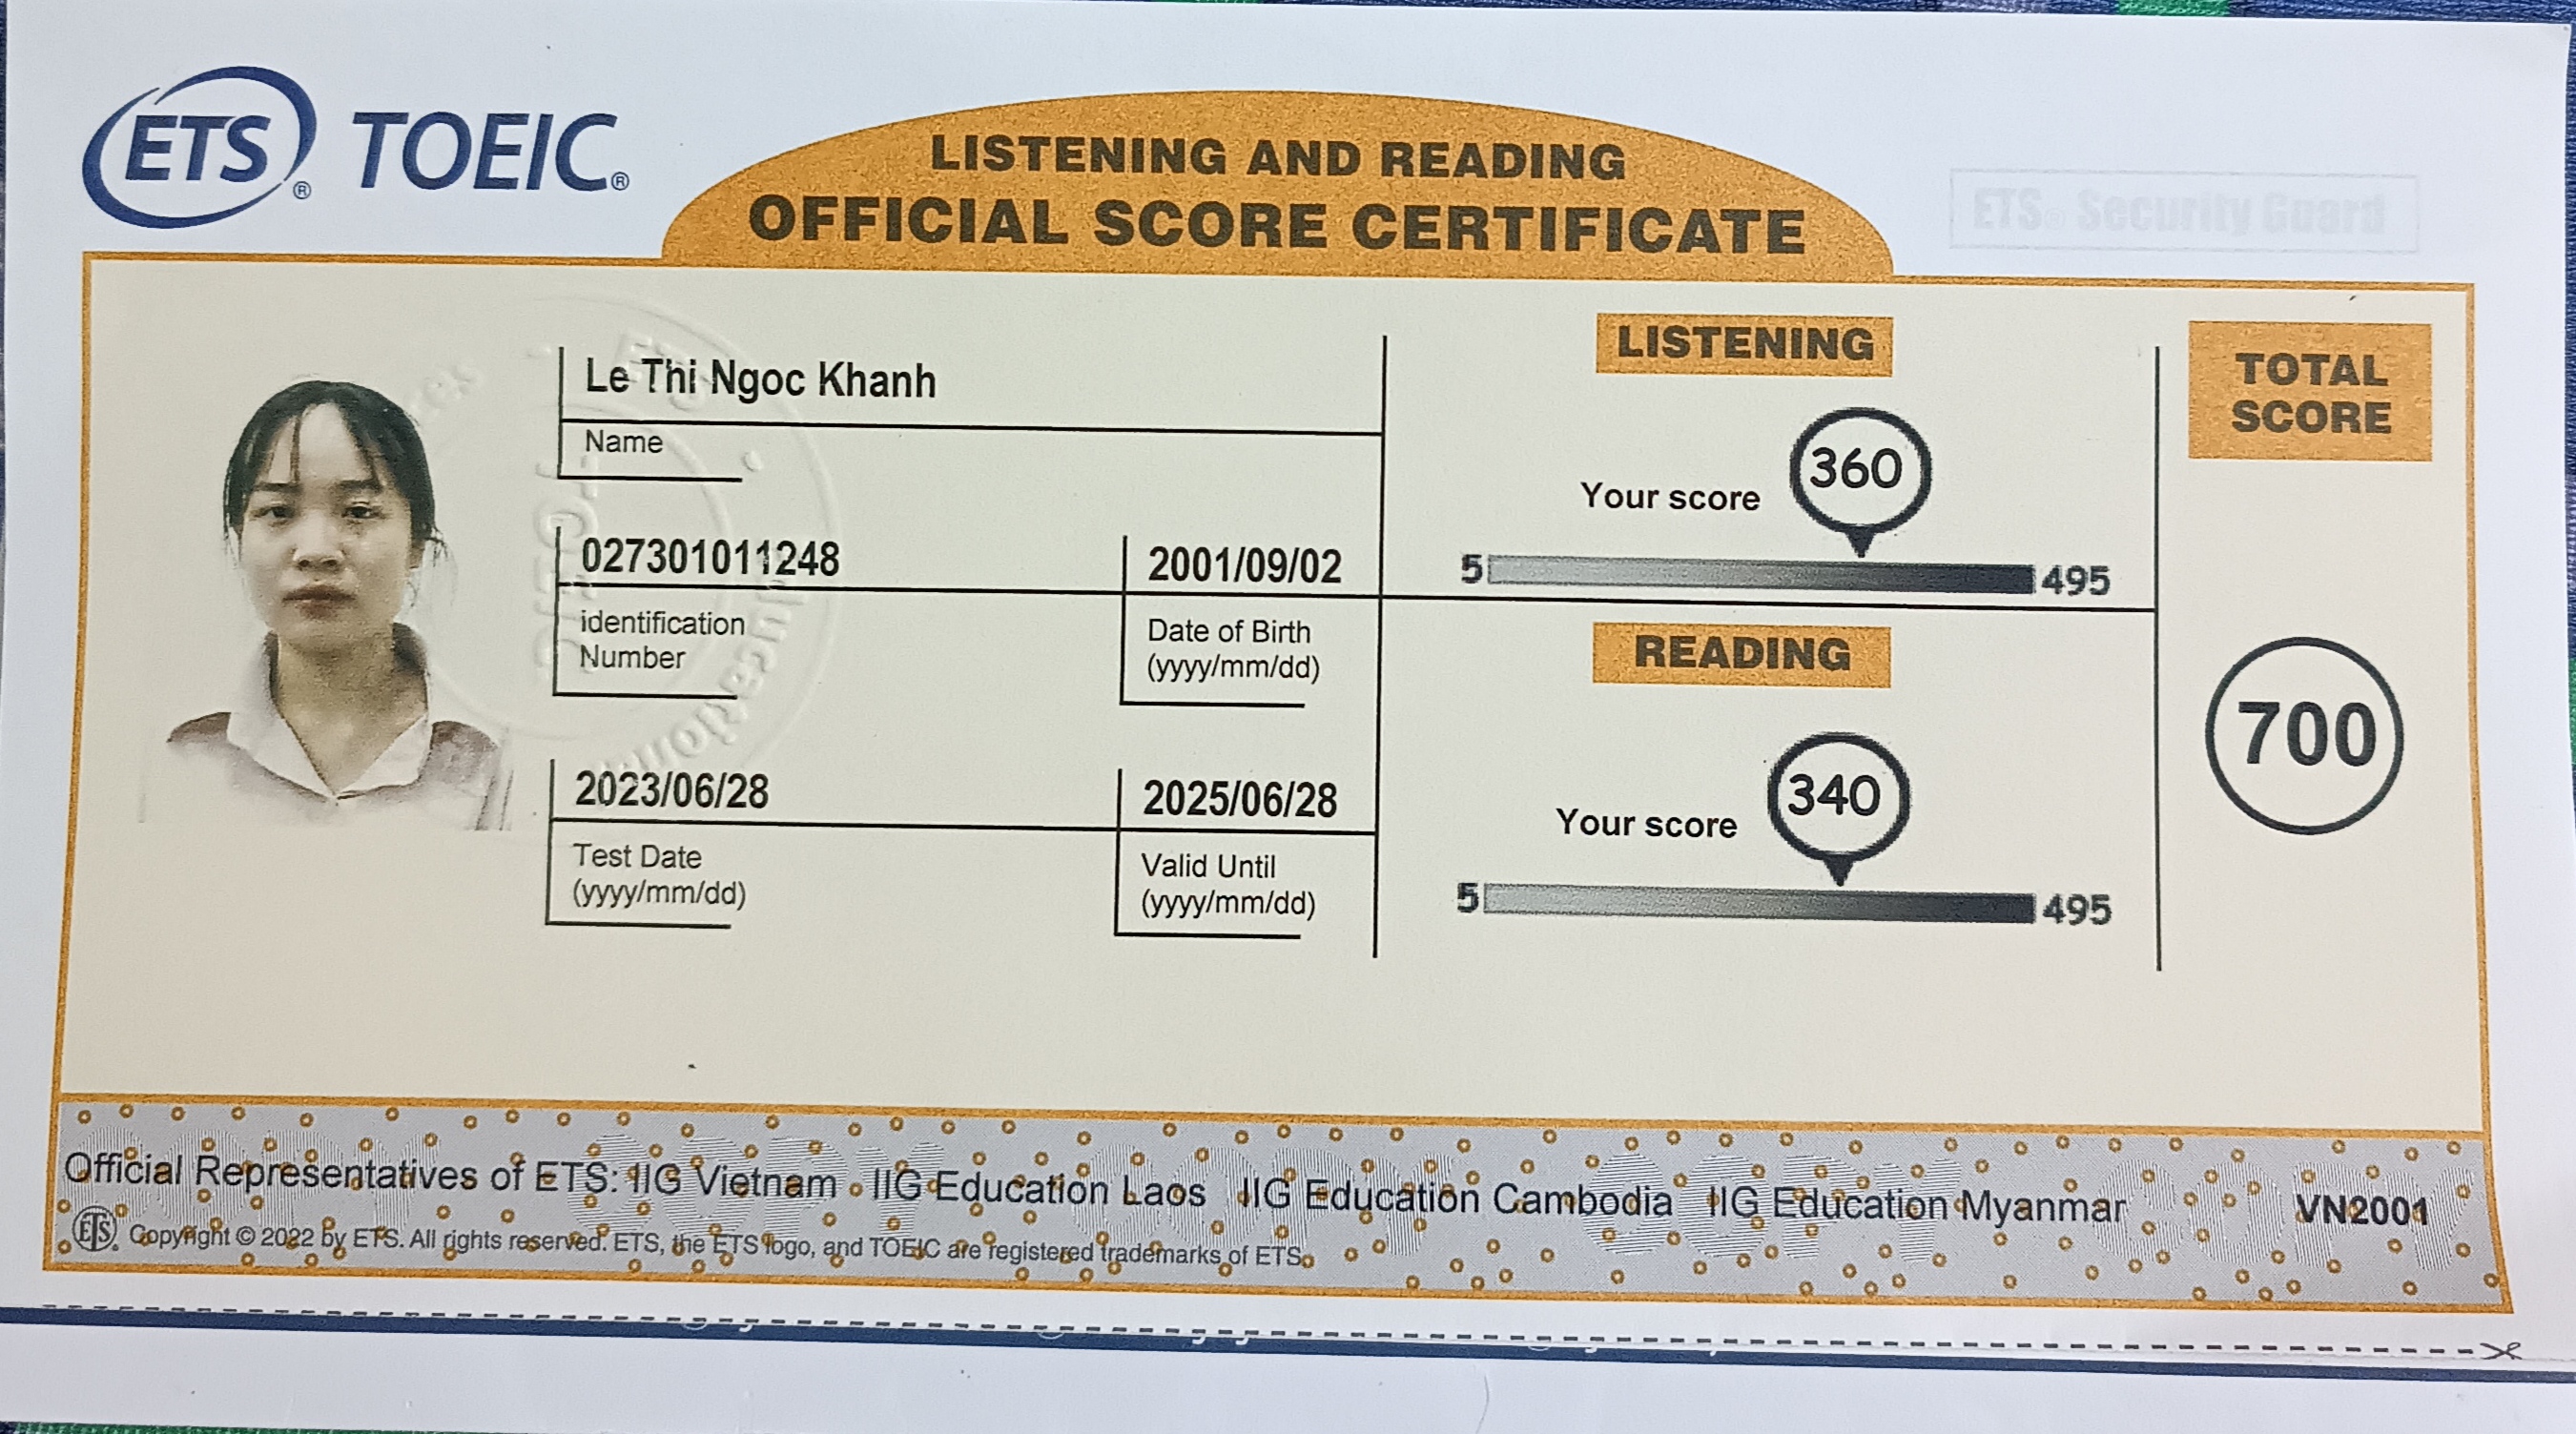 ETS® TOEIC®
LISTENING AND READING
OFFICIAL SCORE CERTIFICATE
ETS® Security Guard
Le Thi Ngoc Khanh
Name
027301011248
identification
Number
2001/09/02
Date of Birth
(yyyy/mm/dd)
2023/06/28
Test Date
(yyyy/mm/dd)
2025/06/28
Valid Until
(yyyy/mm/dd)
LISTENING
Your score 360
5 495
READING
Your score 340
5 495
TOTAL
SCORE
700
Official Representatives of ETS: IIG Vietnam IIG Education Laos IIG Education Cambodia IIG Education Myanmar VN2001
ETS® Copyright © 2022 by ETS. All rights reserved. ETS, the ETS logo, and TOEIC are registered trademarks of ETS.